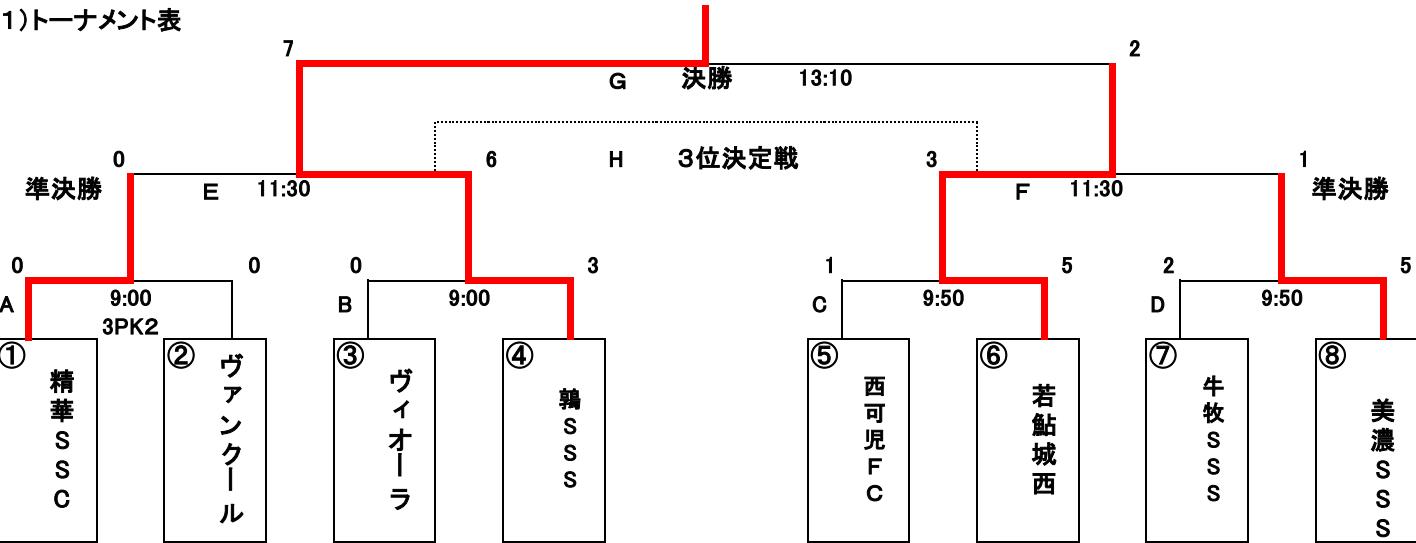 1)トーナメント表
7
2
G 決勝 13:10
0
6
H 3位決定戦
3
1
準決勝
E 11:30
F 11:30
準決勝
0
0
0
3
1
5
2
5
A 9:00
B 9:00
C 9:50
D 9:50
3PK2
① 精華SSC
② ヴァンクール
③ ヴィオーラ
④ 鶉SSS
⑤ 西可児FC
⑥ 若鮎城西
⑦ 牛牧SSS
⑧ 美濃SSS